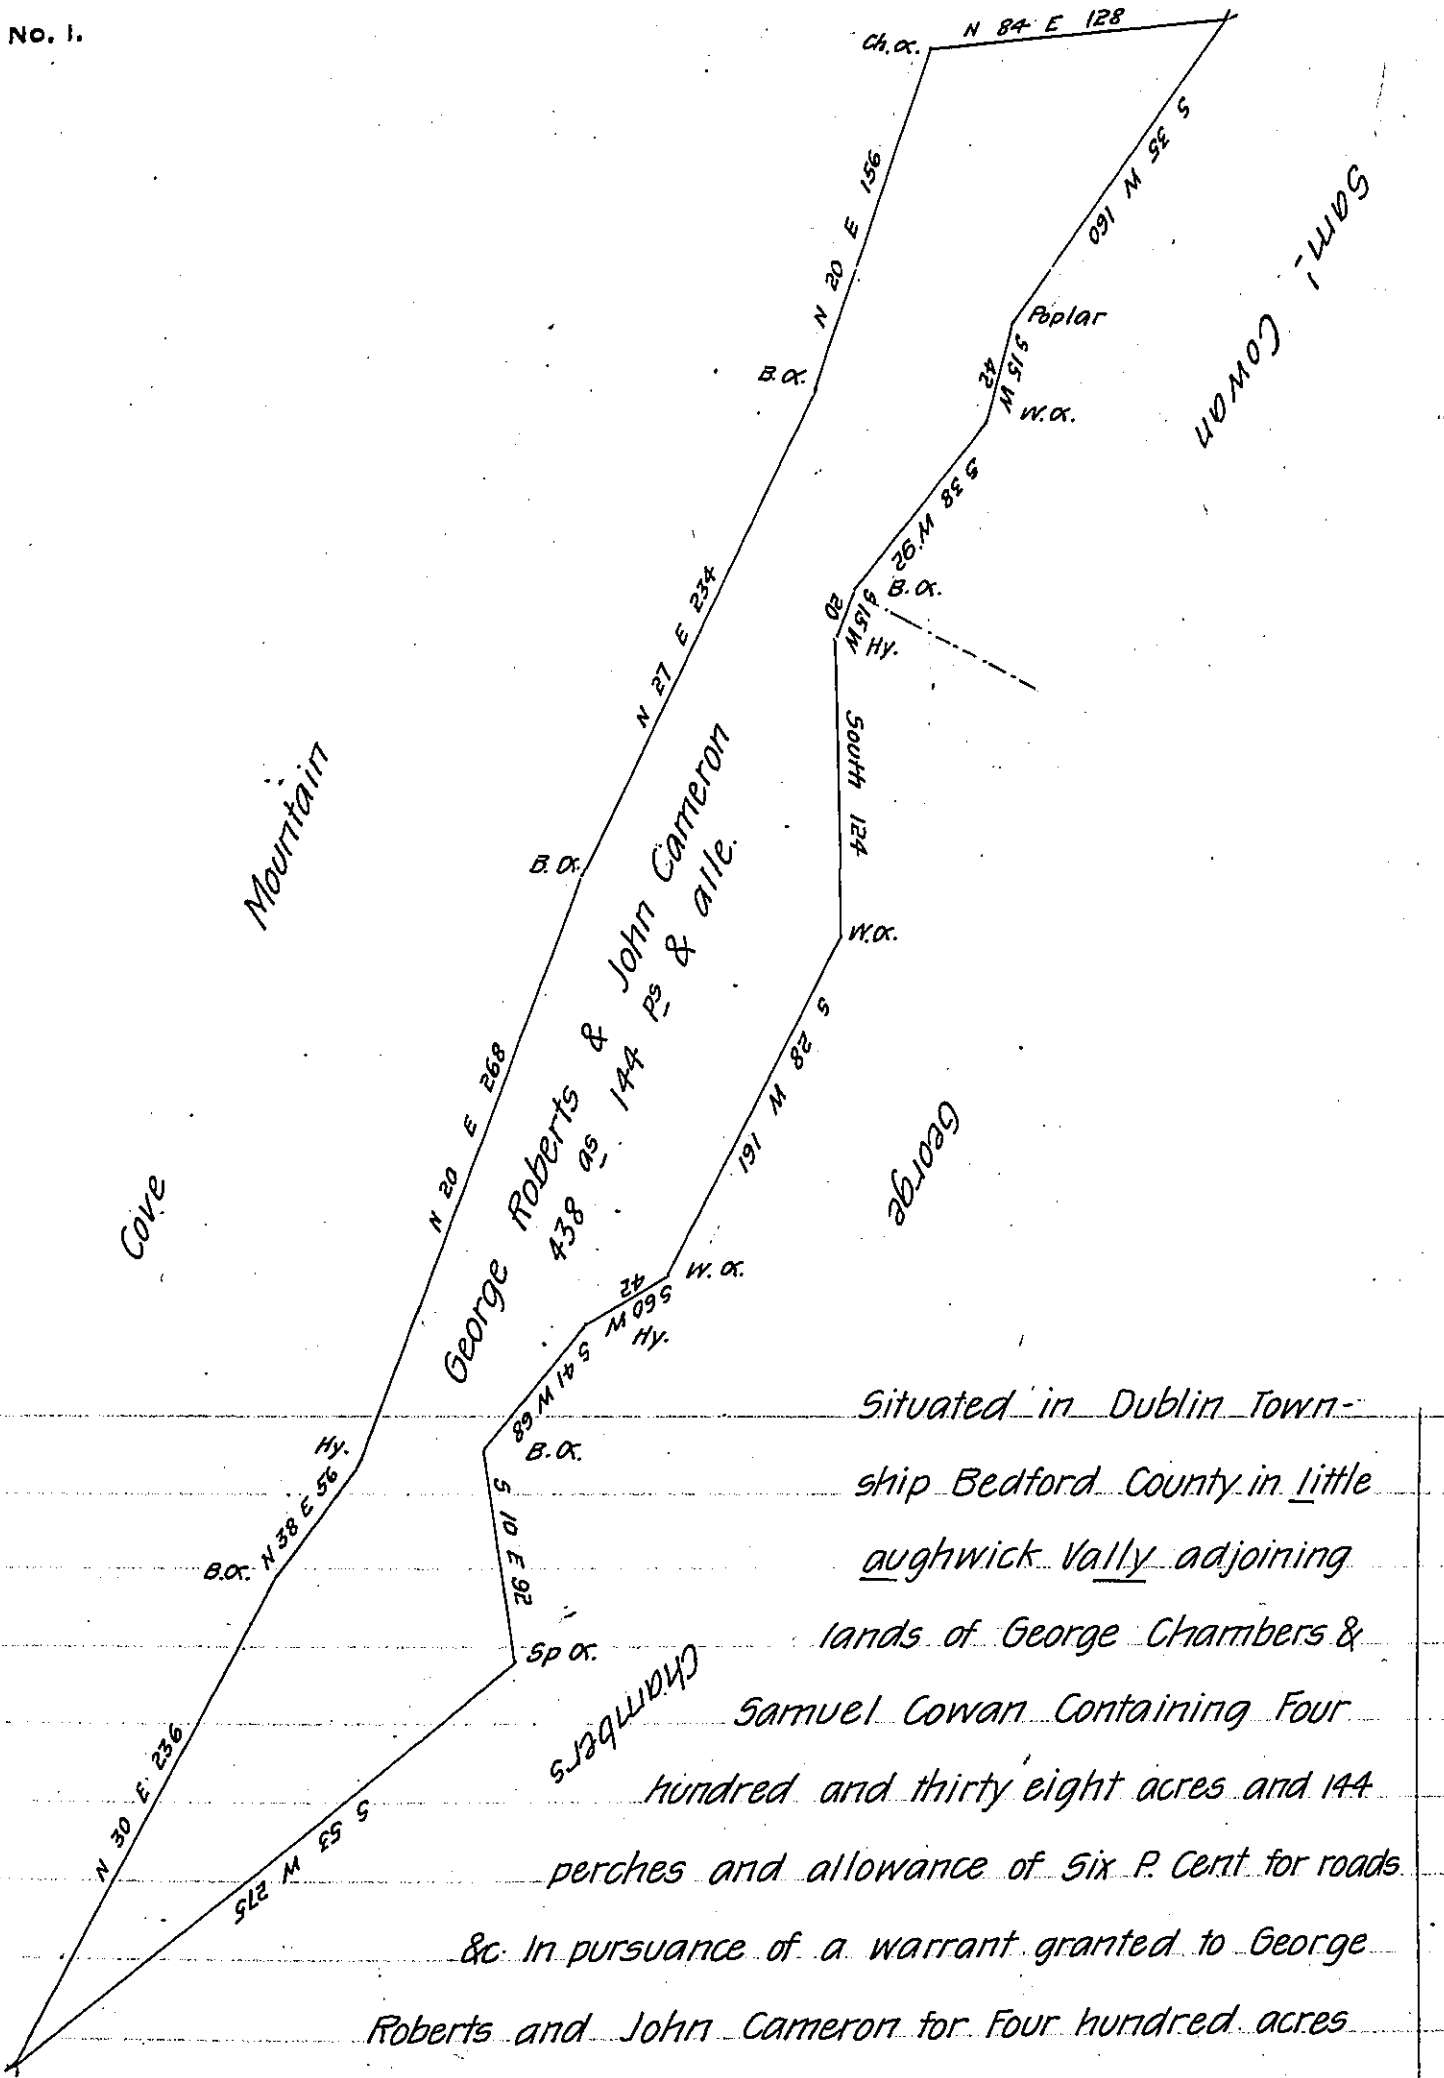 No. 1.
N 84 E 128
Ch. O.
S 35 W 160
N 20 E 156
Saml. Cowan
Poplar
S 15 W
42
B. O.
W. O.
S 38 W 92
N 27 E 234
B. O.
20
S 15 W
Hy.
South 124
Mountain
B. O.
George Roberts & John Cameron
438 as 144 ps & alle.
W. O.
S 28 W 161
N 20 E 268
George
Cove
W. O.
42
S 60 W
Hy.
S 41 W 68
Hy.
B. O.
N 38 E 56
B. O.
S 10 E 92
Sp O.
Chambers
N 30 E 236
S 53 W 275
Situated in Dublin Town-
ship Bedford County in little
aughwick Vally adjoining
lands of George Chambers &
Samuel Cowan Containing Four
hundred and thirty eight acres and 144
perches and allowance of Six P. Cent for roads
&c. In pursuance of a warrant granted to George
Roberts and John Cameron for Four hundred acres